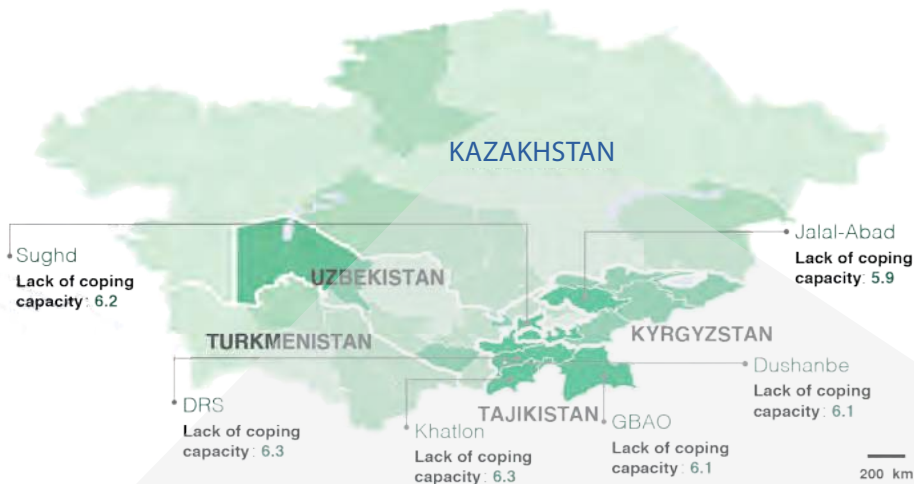 KAZAKHSTAN
Sughd
Lack of coping
capacity: 6.2
UZBEKISTAN
Jalal-Abad
Lack of coping
capacity: 5.9
TURKMENISTAN
KYRGYZSTAN
Dushanbe
Lack of coping
capacity: 6.1
DRS
Lack of coping
capacity: 6.3
TAJIKISTAN
Khatlon
Lack of coping
capacity: 6.3
GBAO
Lack of coping
capacity: 6.1
200 km